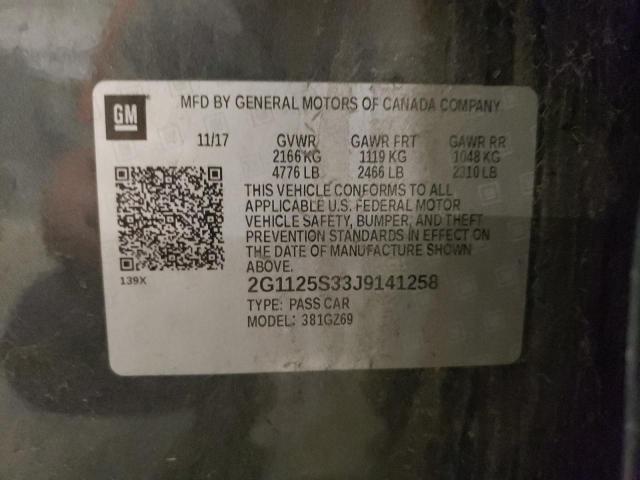 GM
MFD BY GENERAL MOTORS OF CANADA COMPANY
11/17 GVWR GAWR FRT GAWR RR
2166 KG 1119 KG 1048 KG
4776 LB 2466 LB 2310 LB
THIS VEHICLE CONFORMS TO ALL
APPLICABLE U.S. FEDERAL MOTOR
VEHICLE SAFETY, BUMPER, AND THEFT
PREVENTION STANDARDS IN EFFECT ON
THE DATE OF MANUFACTURE SHOWN
ABOVE.
139X
2G1125S33J9141258
TYPE: PASS CAR
MODEL: 381GZ69